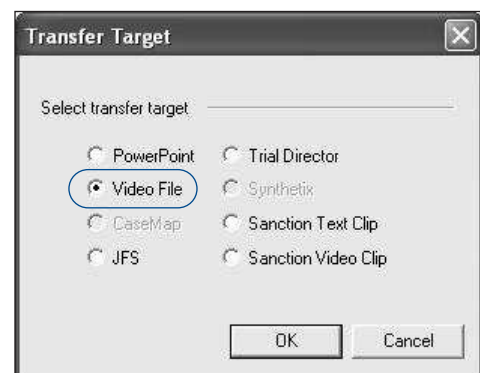 Transfer Target
Select transfer target
PowerPoint Trial Director
Video File Synthetix
CaseMap Sanction Text Clip
JFS Sanction Video Clip
OK Cancel